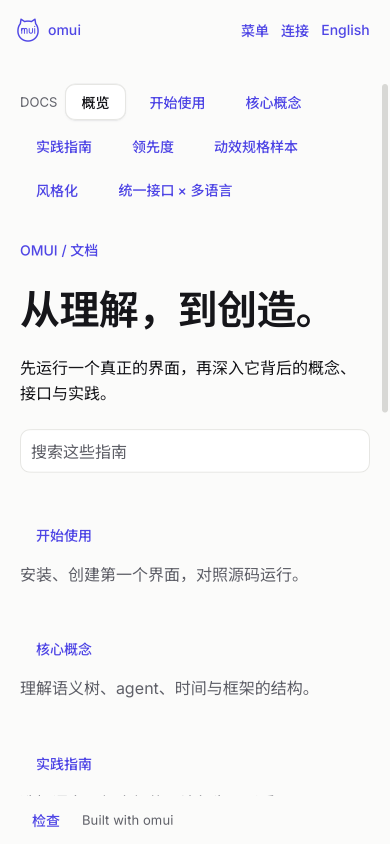 mui omui 菜单 连接 English
DOCS 概览 开始使用 核心概念
实践指南 领先度 动效规格样本
风格化 统一接口 × 多语言
OMUI / 文档
从理解，到创造。
先运行一个真正的界面，再深入它背后的概念、
接口与实践。
搜索这些指南
开始使用
安装、创建第一个界面，对照源码运行。
核心概念
理解语义树、agent、时间与框架的结构。
实践指南
检查 Built with omui